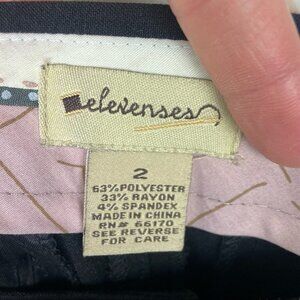 elevenses
2
63% POLYESTER
33% RAYON
4% SPANDEX
MADE IN CHINA
RN# 66170
SEE REVERSE
FOR CARE